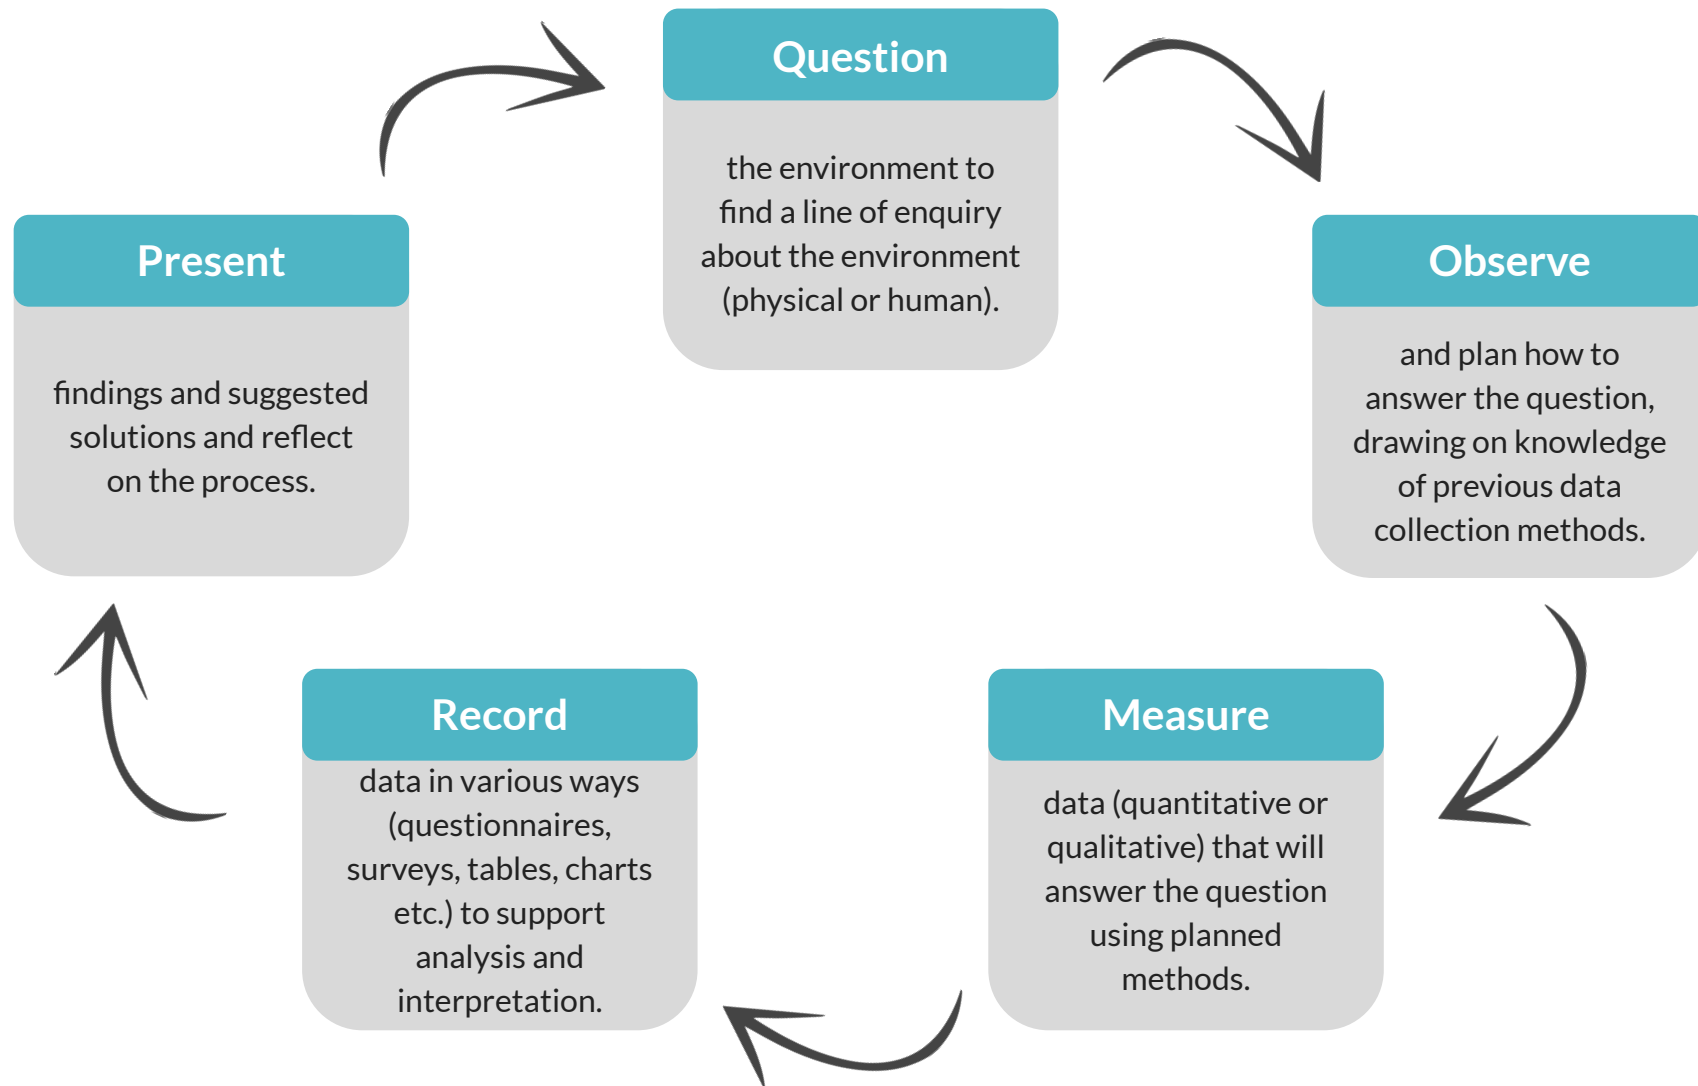 Question
the environment to
find a line of enquiry
about the environment
(physical or human).
Observe
and plan how to
answer the question,
drawing on knowledge
of previous data
collection methods.
Measure
data (quantitative or
qualitative) that will
answer the question
using planned
methods.
Record
data in various ways
(questionnaires,
surveys, tables, charts
etc.) to support
analysis and
interpretation.
Present
findings and suggested
solutions and reflect
on the process.